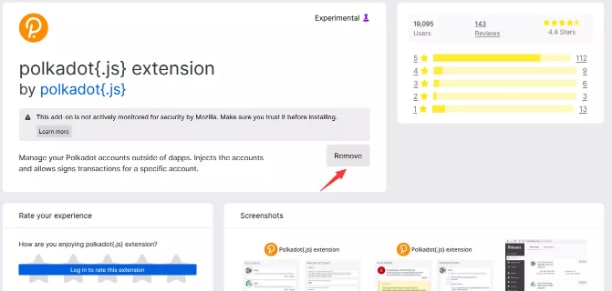 Experimental
polkadot{.js} extension
by polkadot{.js}
This add-on is not actively monitored for security by Mozilla. Make sure you trust it before installing.
Learn more
Manage your Polkadot accounts outside of dapps. Injects the accounts
and allows signs transactions for a specific account.
Remove
19,095
Users
143
Reviews
4.4 Stars
5 112
4 9
3 6
2 3
1 13
Rate your experience
How are you enjoying polkadot{.js} extension?
Log in to rate this extension
Screenshots
polkadot{.js} extension
polkadot{.js} extension